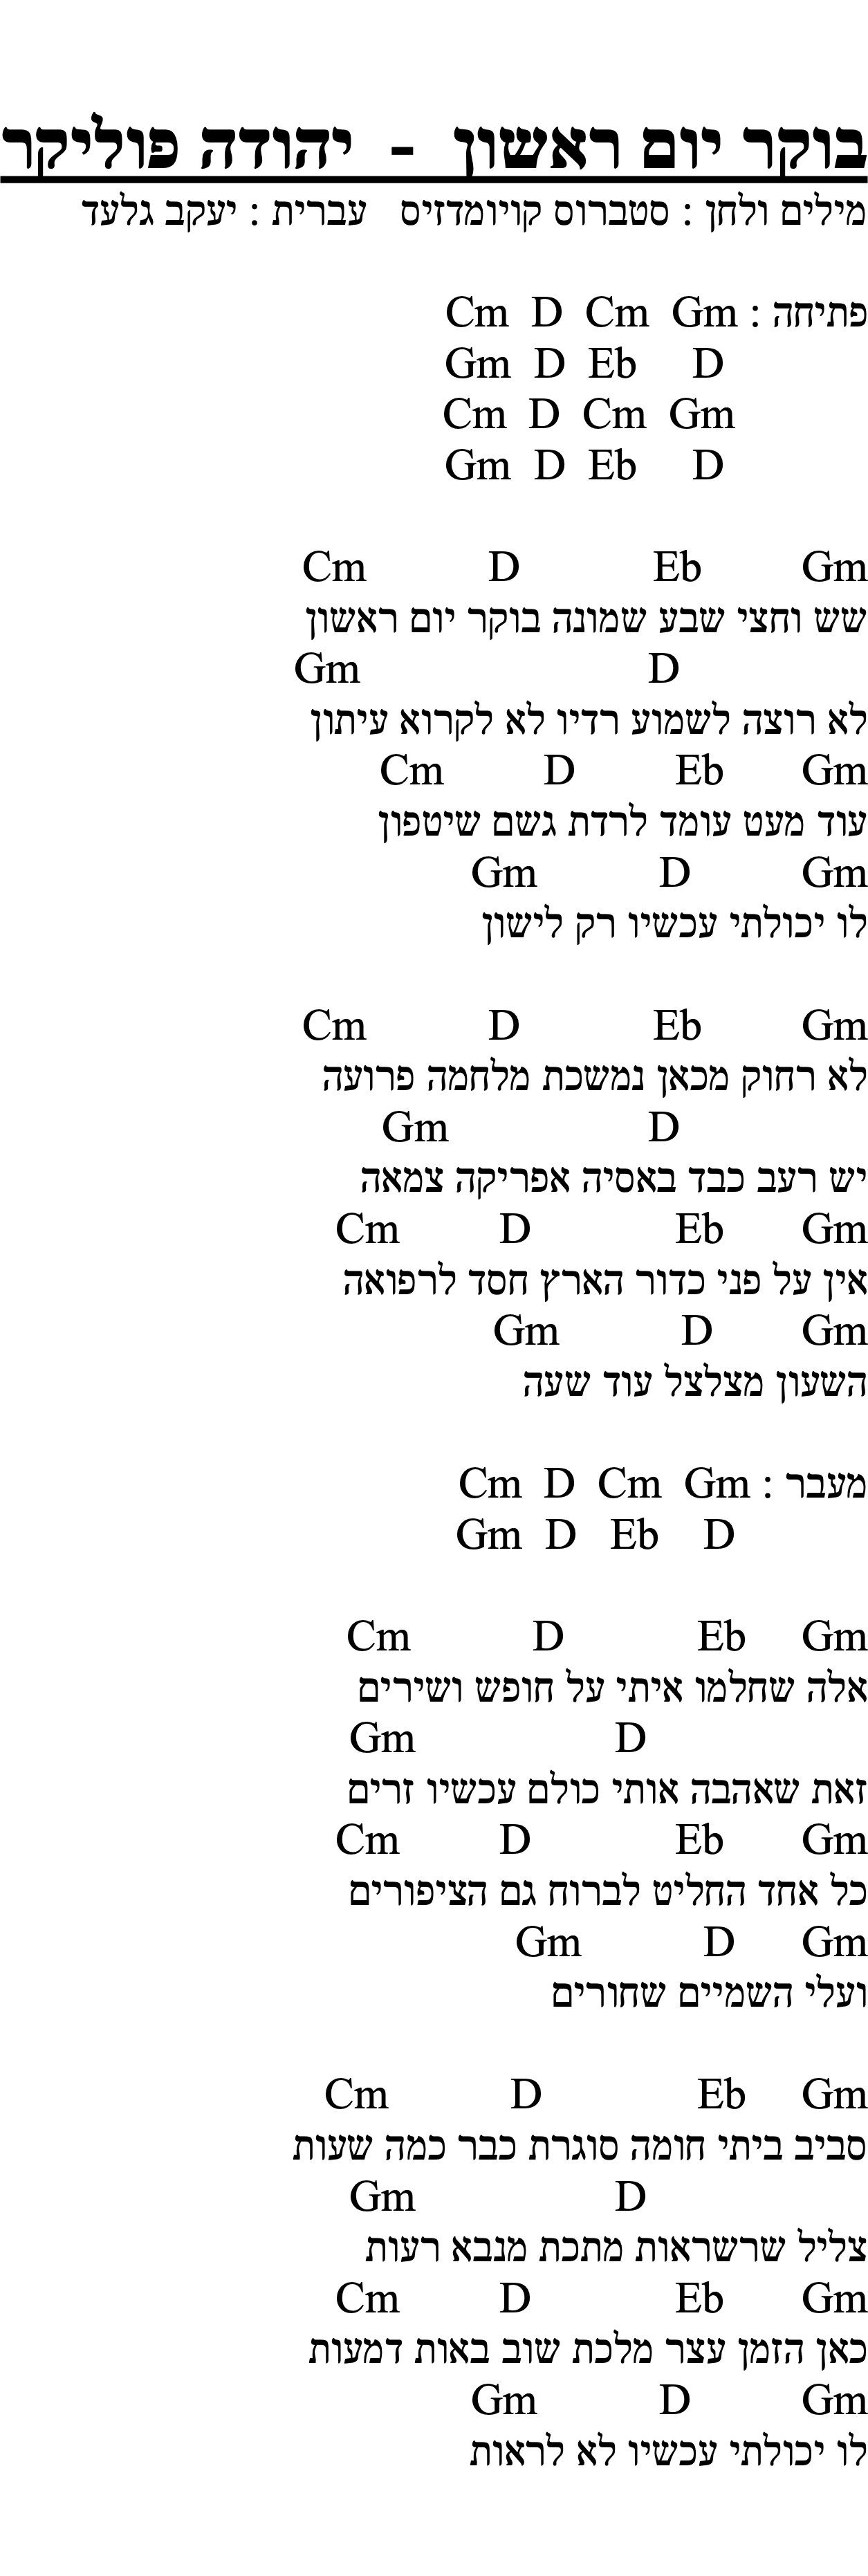 בוקר יום ראשון - יהודה פוליקר
מילים ולחן : סטברוס קויומדזיס עברית : יעקב גלעד
פתיחה : Cm D Cm Gm
Gm D Eb D
Cm D Cm Gm
Gm D Eb D
Cm D Eb Gm
שש וחצי שבע שמונה בוקר יום ראשון
Gm D
לא רוצה לשמוע רדיו לא לקרוא עיתון
Cm D Eb Gm
עוד מעט עומד לרדת גשם שיטפון
Gm D Gm
לו יכולתי עכשיו רק לישון
Cm D Eb Gm
לא רחוק מכאן נמשכת מלחמה פרועה
Gm D
יש רעב כבד באסיה אפריקה צמאה
Cm D Eb Gm
אין על פני כדור הארץ חסד לרפואה
Gm D Gm
השעון מצלצל עוד שעה
מעבר : Cm D Cm Gm
Gm D Eb D
Cm D Eb Gm
אלה שחלמו איתי על חופש ושירים
Gm D
זאת שאהבה אותי כולם עכשיו זרים
Cm D Eb Gm
כל אחד החליט לברוח גם הציפורים
Gm D Gm
ועלי השמיים שחורים
Cm D Eb Gm
סביב ביתי חומה סוגרת כבר כמה שעות
Gm D
צליל שרשראות מתכת מנבא רעות
Cm D Eb Gm
כאן הזמן עצר מלכת שוב באות דמעות
Gm D Gm
לו יכולתי עכשיו לא לראות